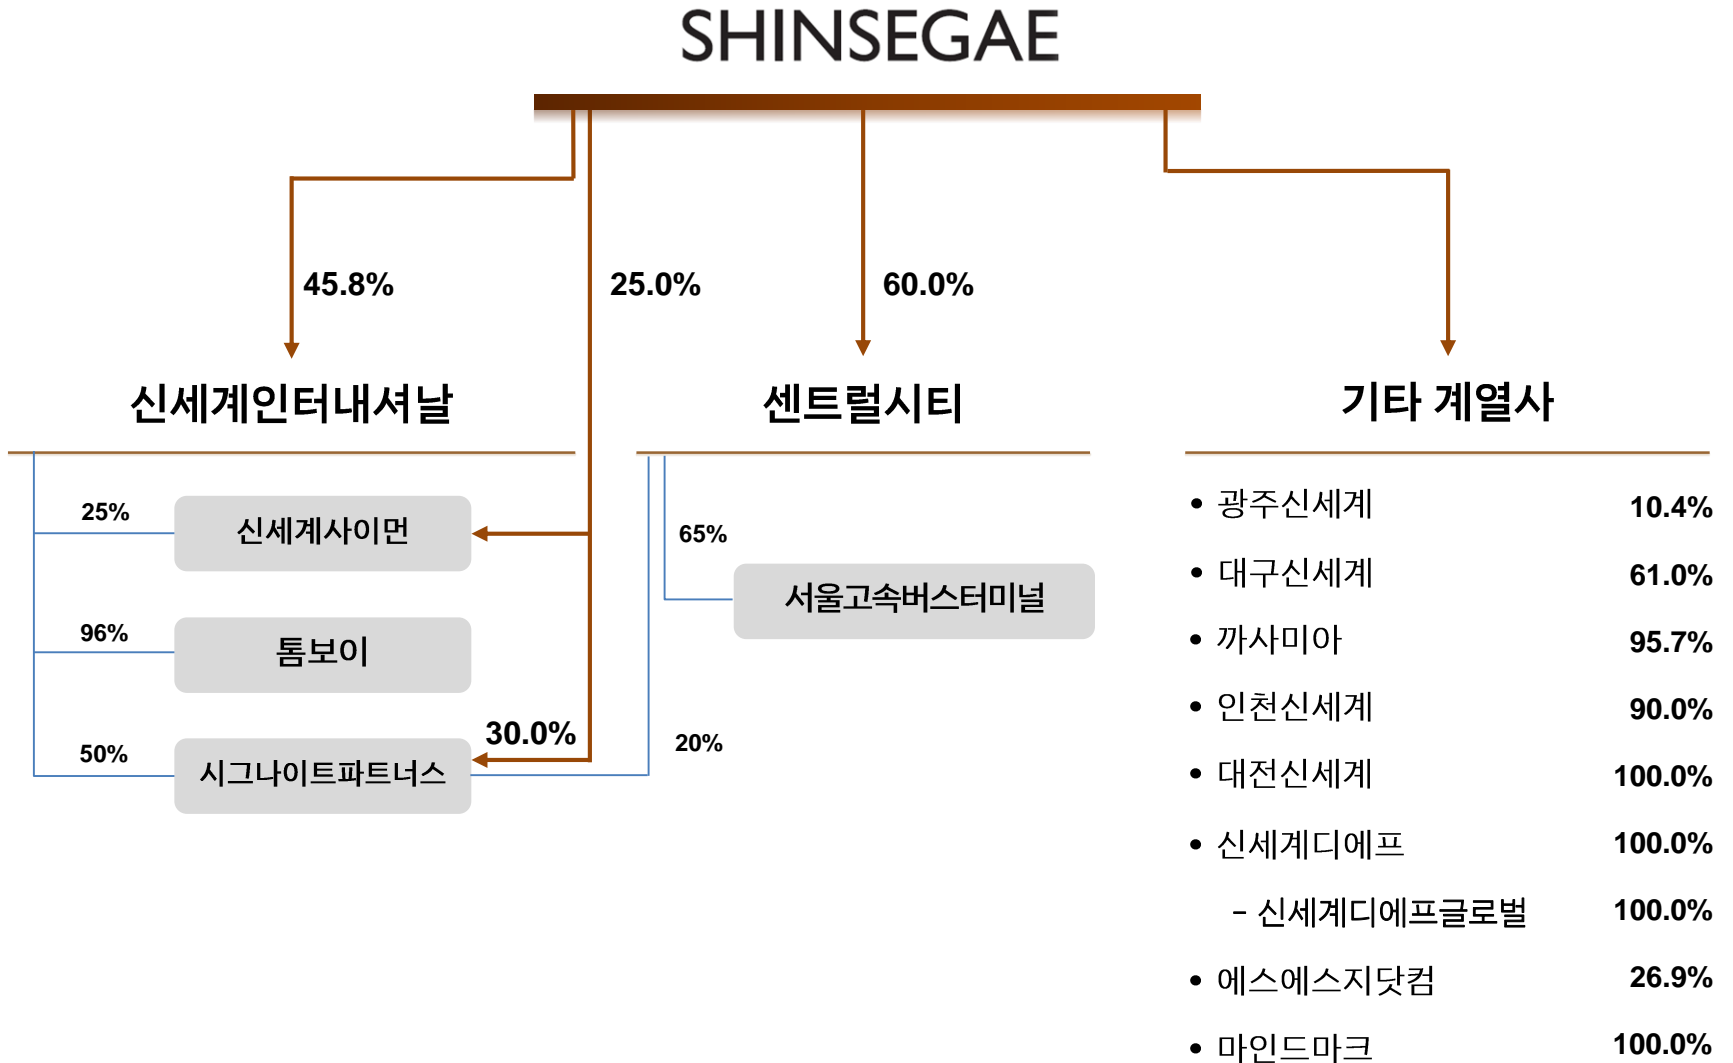 SHINSEGAE
45.8%
25.0%
60.0%
신세계인터내셔날
센트럴시티
기타 계열사
25%
신세계사이먼
96%
톰보이
30.0%
50%
시그나이트파트너스
65%
서울고속버스터미널
20%
• 광주신세계 10.4%
• 대구신세계 61.0%
• 까사미아 95.7%
• 인천신세계 90.0%
• 대전신세계 100.0%
• 신세계디에프 100.0%
- 신세계디에프글로벌 100.0%
• 에스에스지닷컴 26.9%
• 마인드마크 100.0%